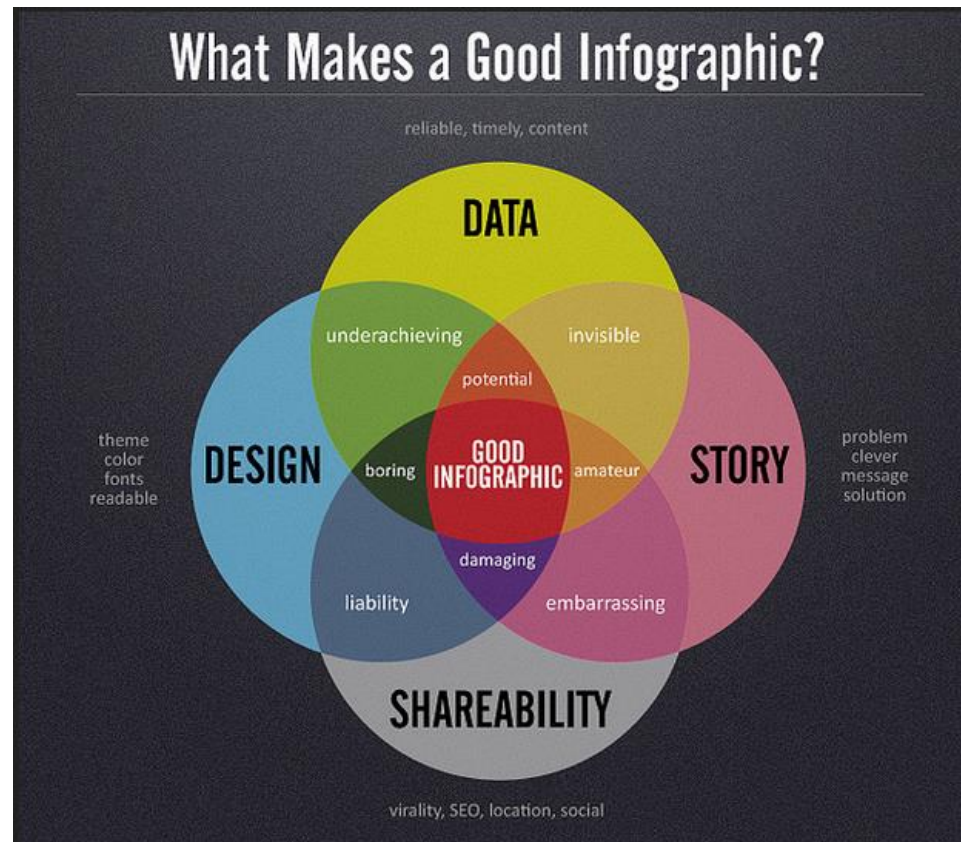 What Makes a Good Infographic?
reliable, timely, content
DATA
underachieving
invisible
potential
theme
color
fonts
readable
DESIGN
boring
GOOD
INFOGRAPHIC
amateur
STORY
problem
clever
message
solution
damaging
liability
embarrassing
SHAREABILITY
virality, SEO, location, social